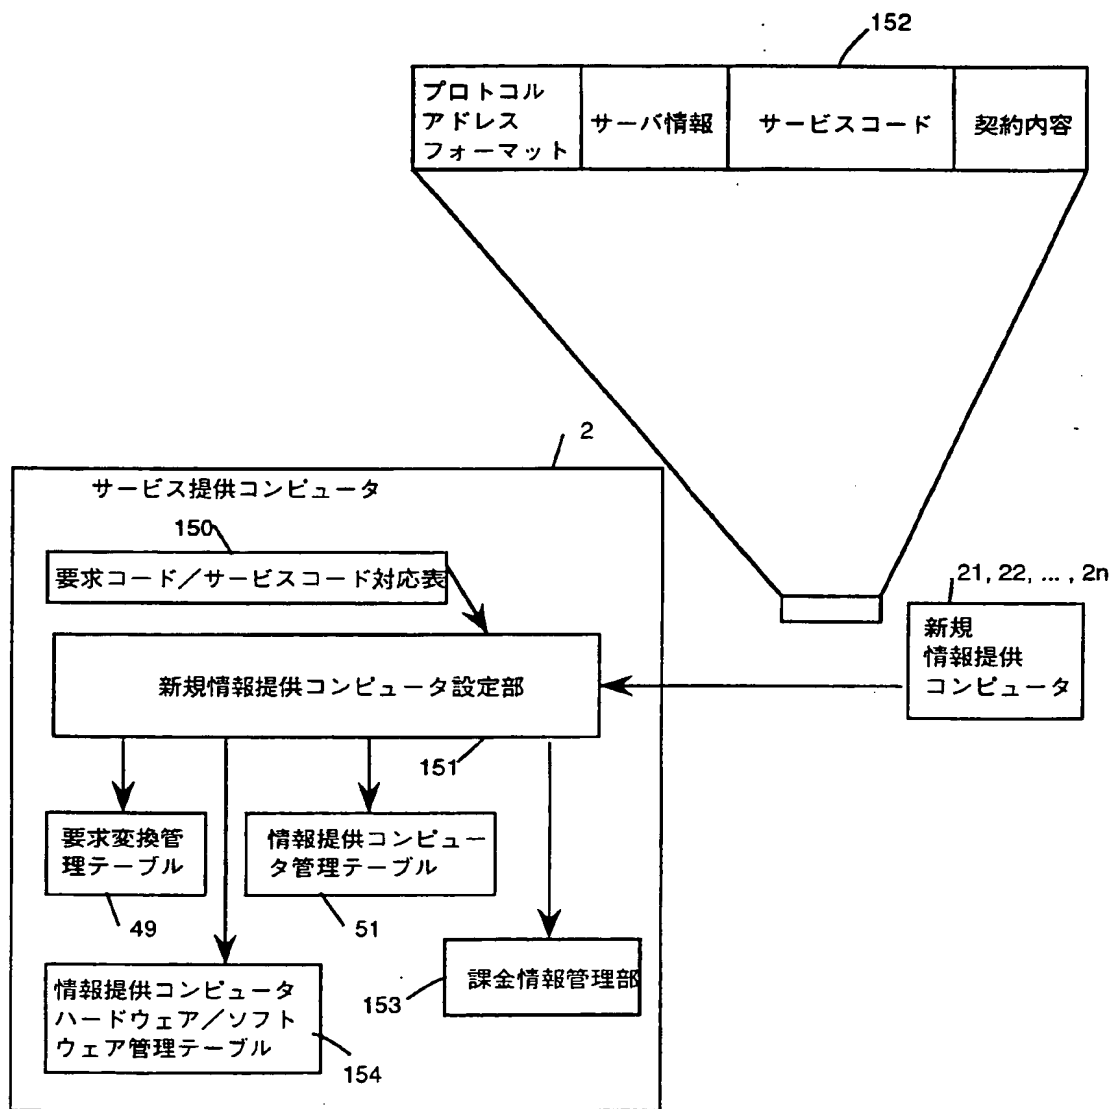 152
プロトコル
アドレス
フォーマット
サーバ情報
サービスコード
契約内容
2
サービス提供コンピュータ
150
要求コード／サービスコード対応表
21, 22, ... , 2n
新規
情報提供
コンピュータ
新規情報提供コンピュータ設定部
151
要求変換管
理テーブル
49
情報提供コンピュー
タ管理テーブル
51
課金情報管理部
153
情報提供コンピュータ
ハードウェア／ソフト
ウェア管理テーブル
154